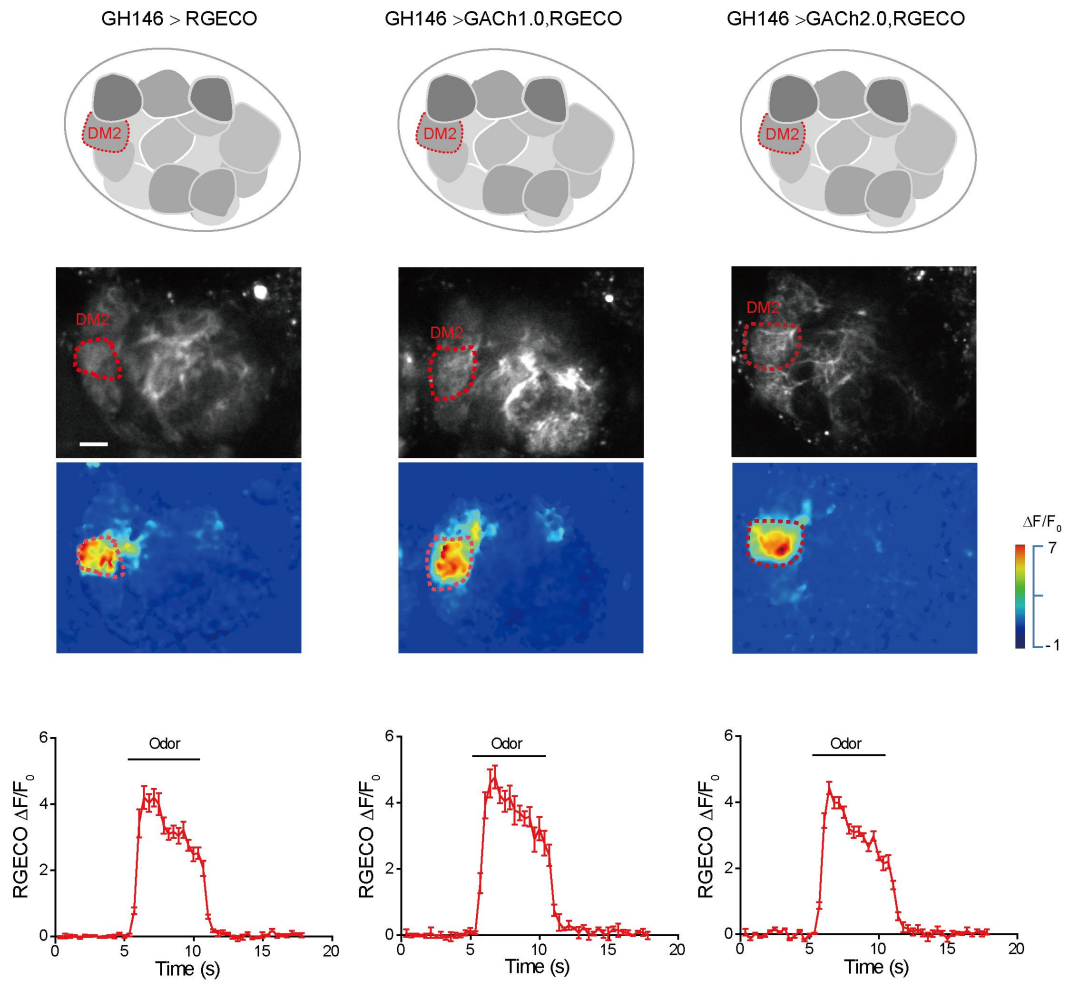 GH146 > RGECO
GH146 >GACh1.0,RGECO
GH146 >GACh2.0,RGECO
DM2
DM2
DM2
DM2
DM2
DM2
ΔF/F0
7
-1
RGECO ΔF/F0
6
4
2
0
Odor
0 5 10 15 20
Time (s)
RGECO ΔF/F0
6
4
2
0
Odor
0 5 10 15 20
Time (s)
RGECO ΔF/F0
6
4
2
0
Odor
0 5 10 15 20
Time (s)